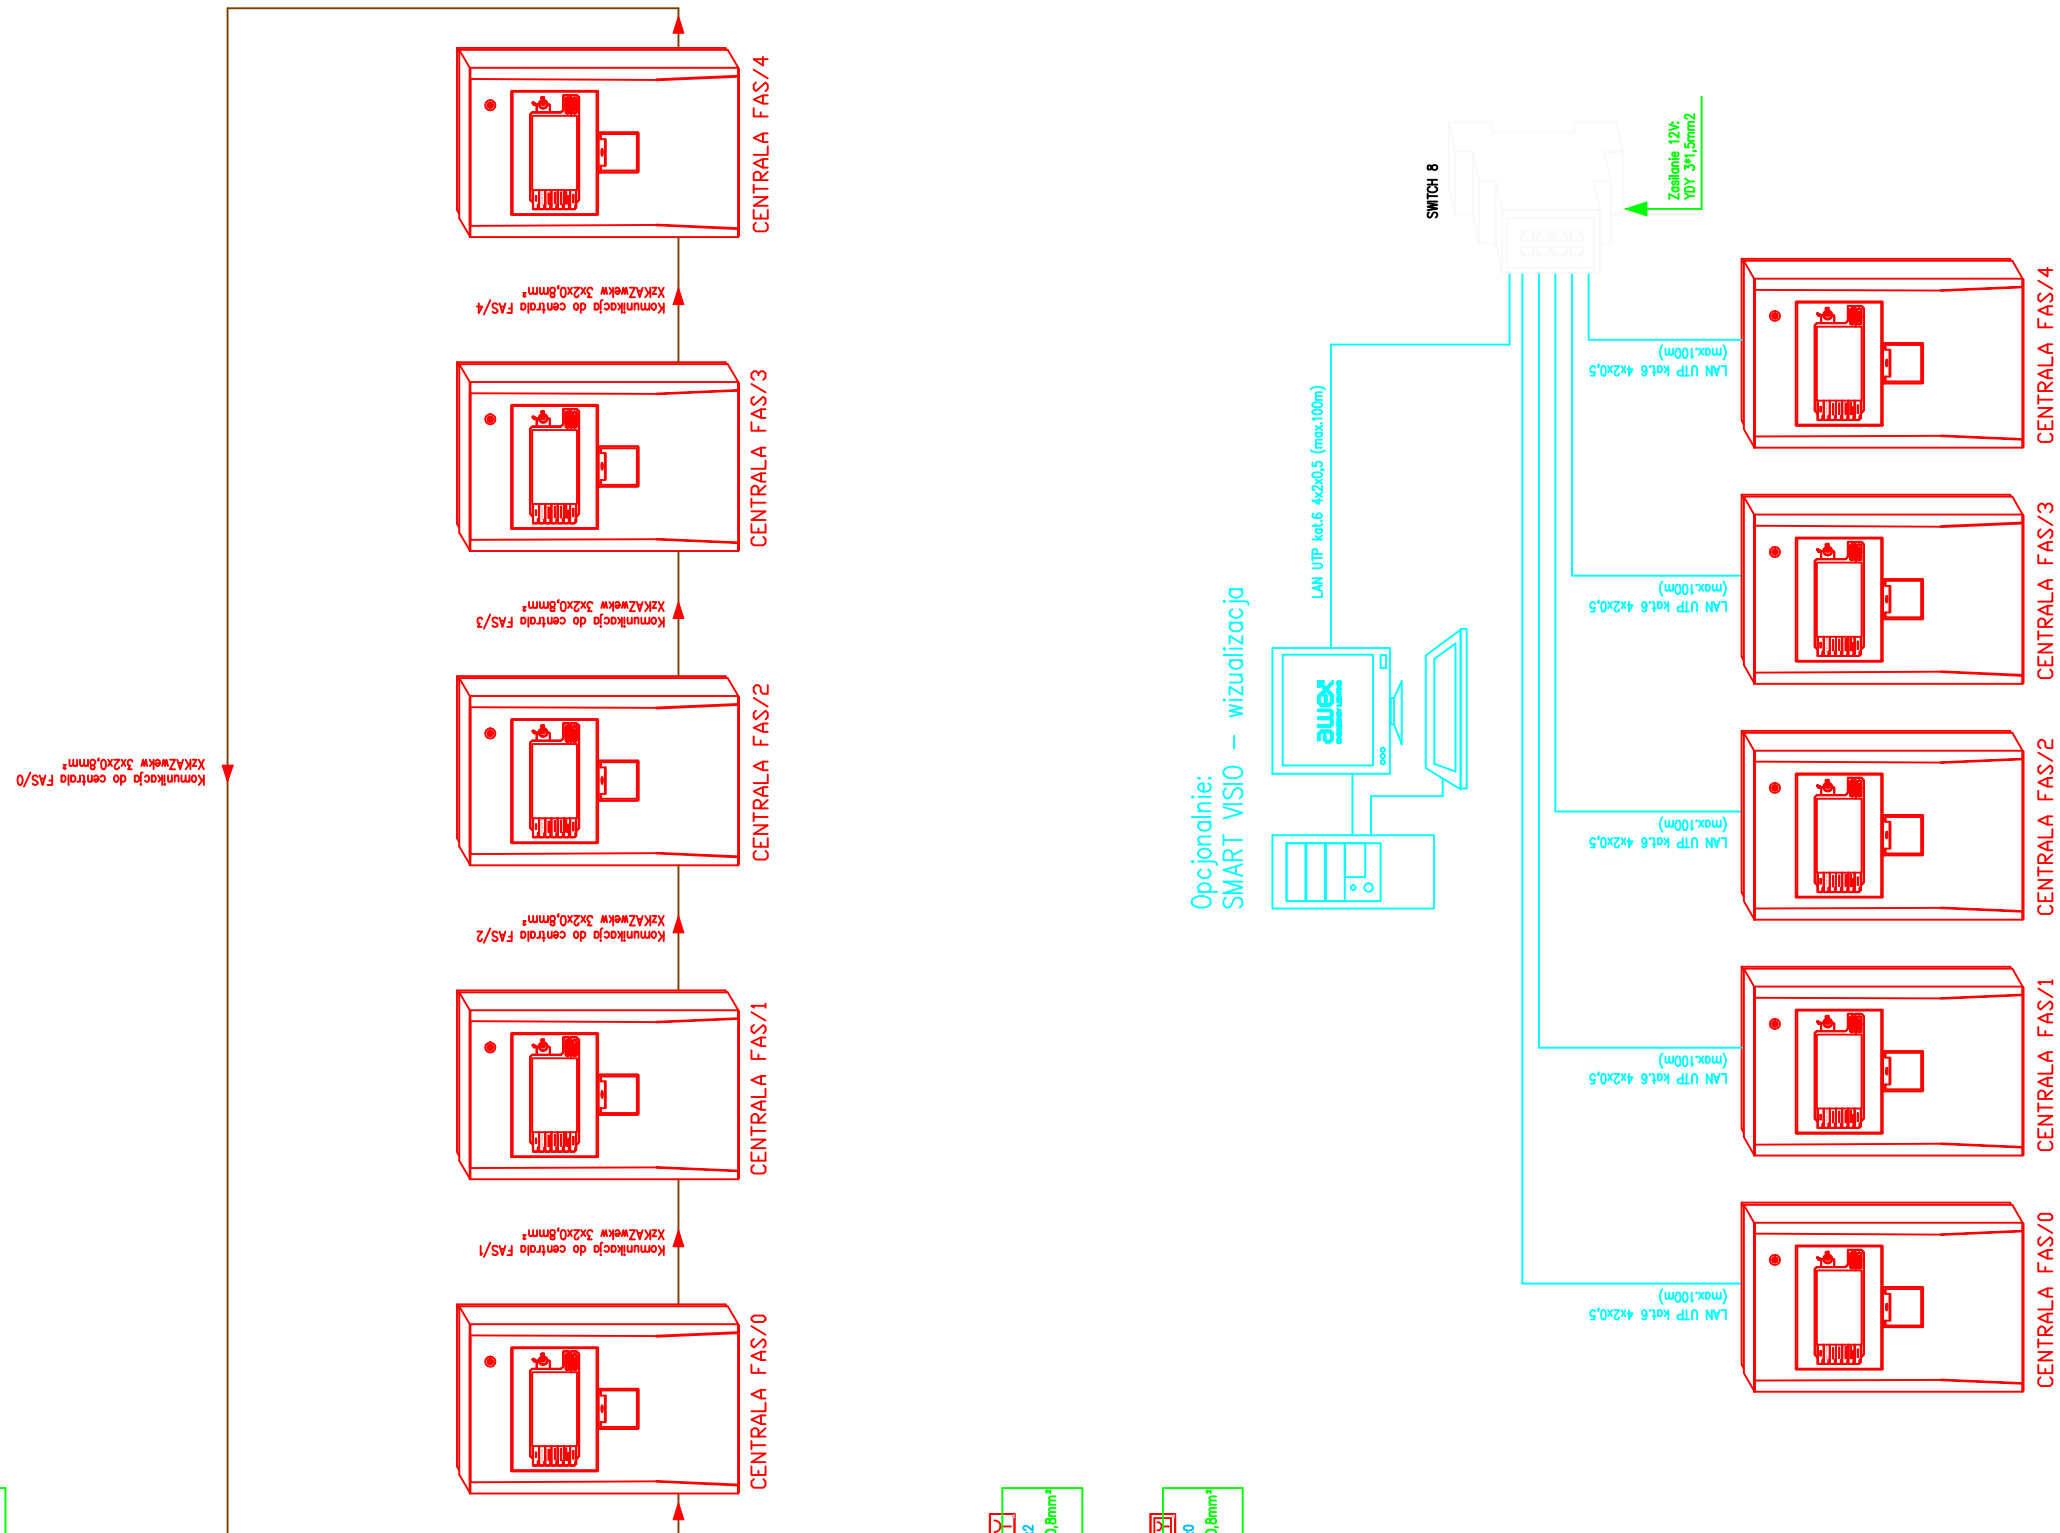 CENTRALA FAS/4
Komunikacja do centrala FAS/4
XzKAZwekw 3x2x0,8mm²
CENTRALA FAS/3
Komunikacja do centrala FAS/3
XzKAZwekw 3x2x0,8mm²
CENTRALA FAS/2
Komunikacja do centrala FAS/0
XzKAZwekw 3x2x0,8mm²
Komunikacja do centrala FAS/2
XzKAZwekw 3x2x0,8mm²
CENTRALA FAS/1
Komunikacja do centrala FAS/1
XzKAZwekw 3x2x0,8mm²
CENTRALA FAS/0
SWITCH 8
Zasilanie 12V:
YDY 3*1,5mm2
LAN UTP kat.6 4x2x0,5 (max.100m)
Opcjonalnie:
SMART VISIO – wizualizacja
awex
CENTRALA FAS/4
LAN UTP kat.6 4x2x0,5
(max.100m)
CENTRALA FAS/3
LAN UTP kat.6 4x2x0,5
(max.100m)
CENTRALA FAS/2
LAN UTP kat.6 4x2x0,5
(max.100m)
CENTRALA FAS/1
LAN UTP kat.6 4x2x0,5
(max.100m)
CENTRALA FAS/0
LAN UTP kat.6 4x2x0,5
(max.100m)
0,8mm²
0,8mm²